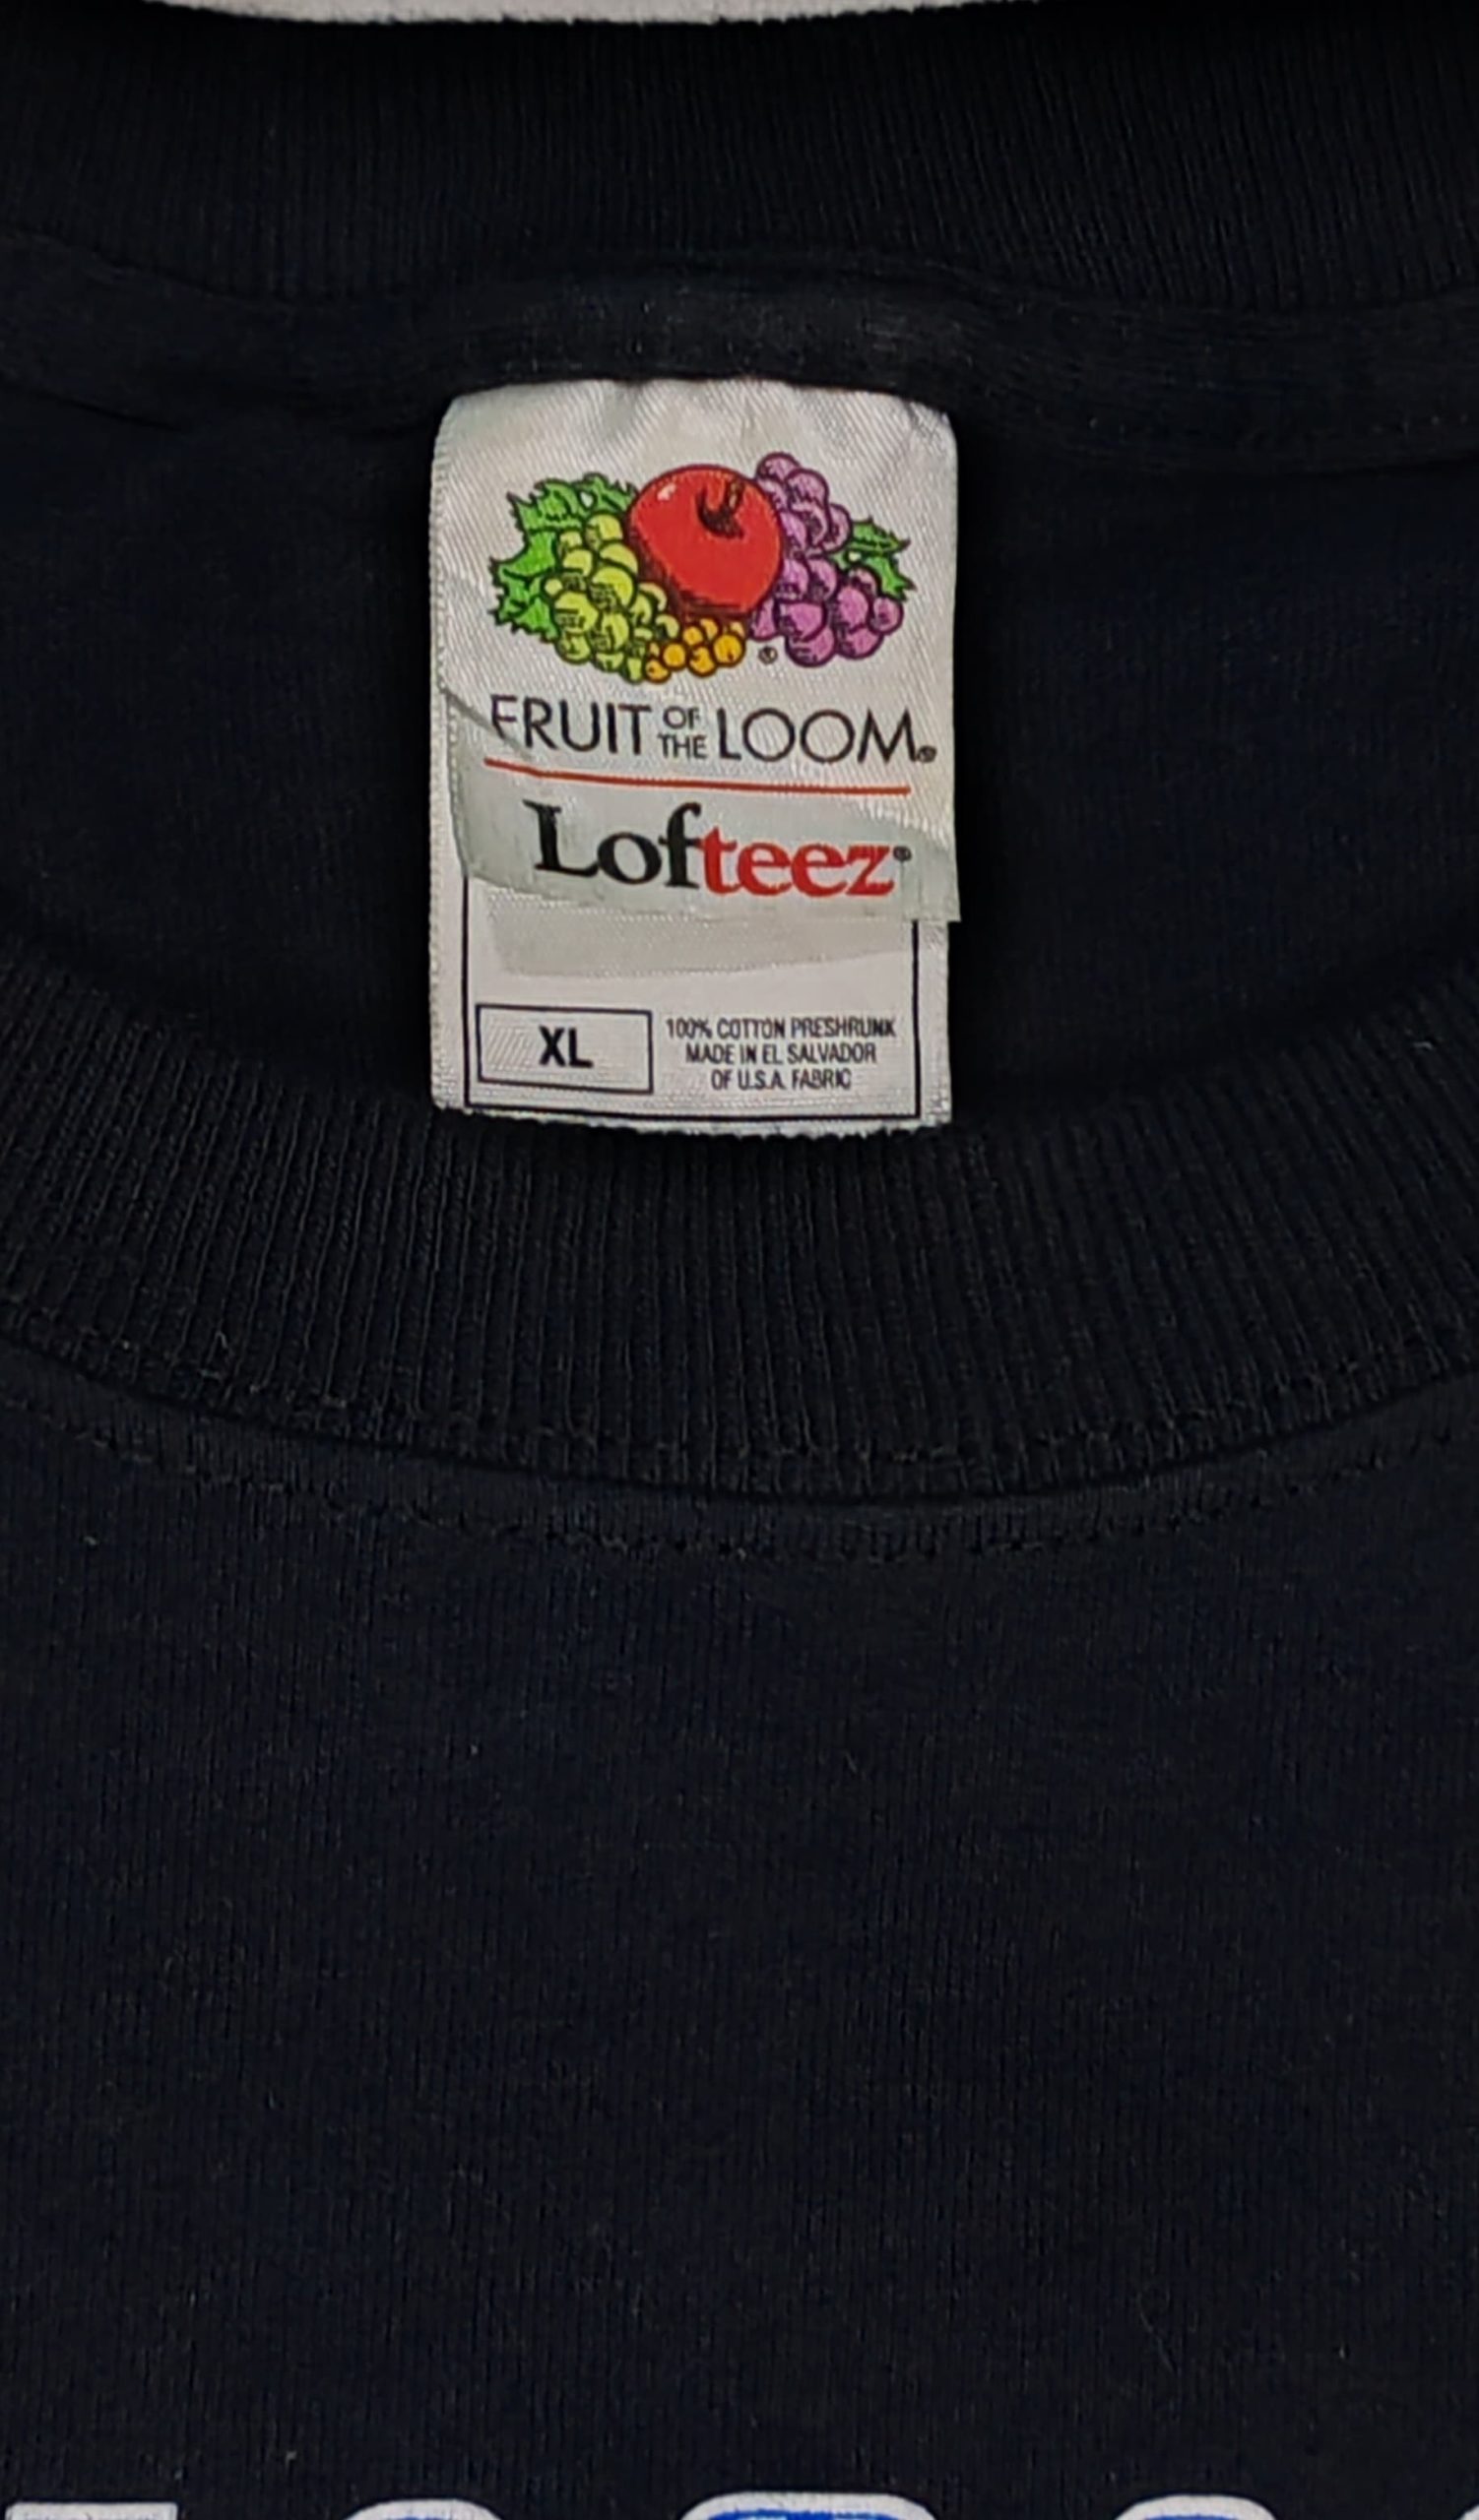 FRUIT OF THE LOOM®
Lofteez®
XL
100% COTTON PRESHRUNK
MADE IN EL SALVADOR
OF U.S.A. FABRIC